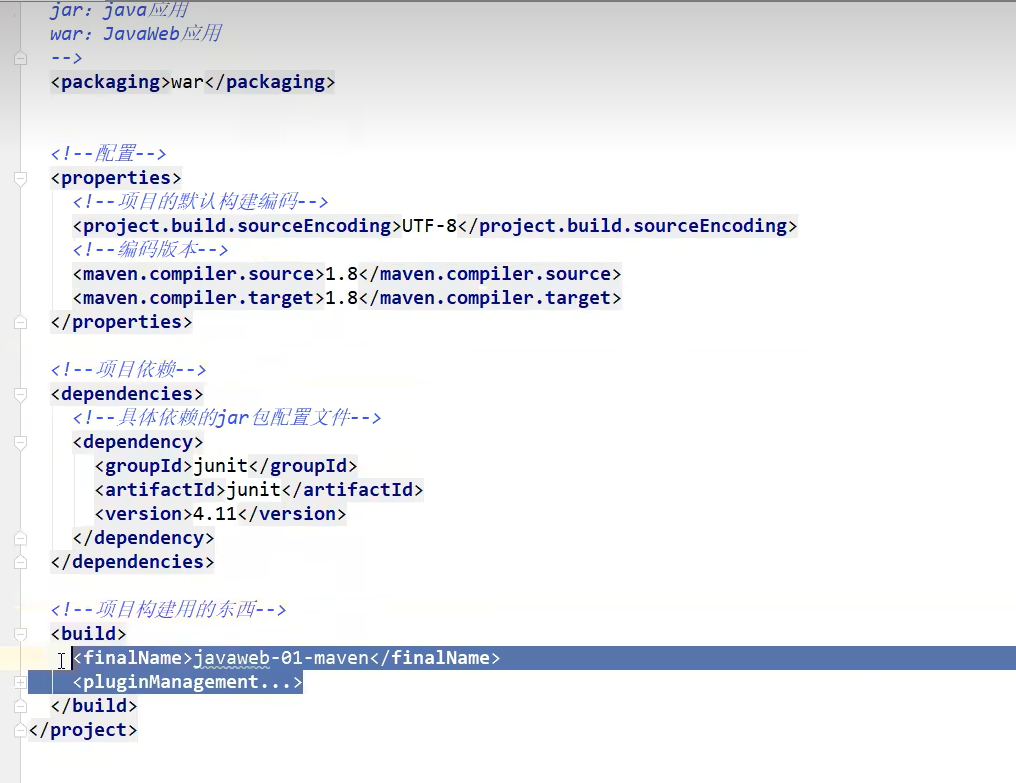 jar: java应用
war: JavaWeb应用
-->
<packaging>war</packaging>
<!--配置-->
<properties>
<!--项目的默认构建编码-->
<project.build.sourceEncoding>UTF-8</project.build.sourceEncoding>
<!--编码版本-->
<maven.compiler.source>1.8</maven.compiler.source>
<maven.compiler.target>1.8</maven.compiler.target>
</properties>
<!--项目依赖-->
<dependencies>
<!--具体依赖的jar包配置文件-->
<dependency>
<groupId>junit</groupId>
<artifactId>junit</artifactId>
<version>4.11</version>
</dependency>
</dependencies>
<!--项目构建用的东西-->
<build>
<finalName>javaweb-01-maven</finalName>
<pluginManagement...>
</build>
</project>